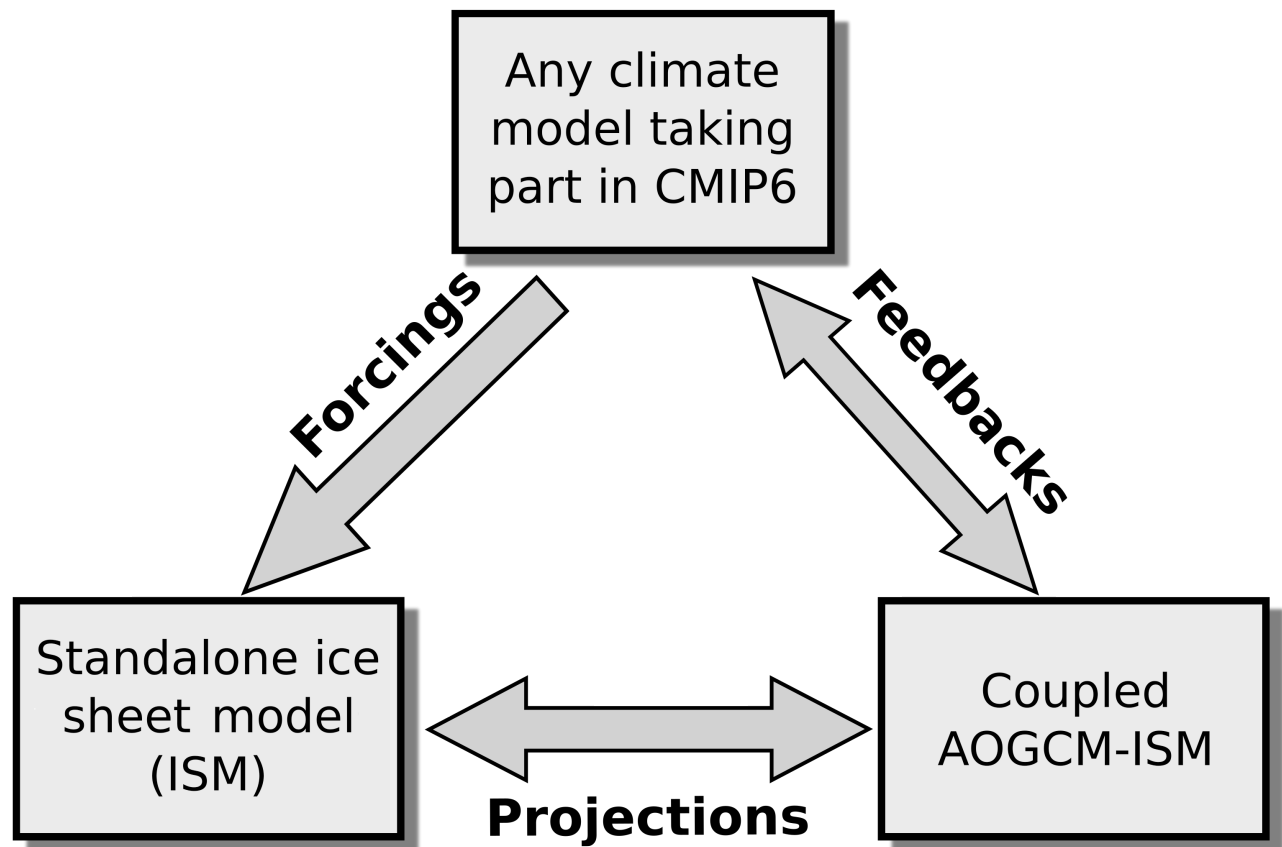 Any climate
model taking
part in CMIP6
Forcings
Feedbacks
Standalone ice
sheet model
(ISM)
Coupled
AOGCM-ISM
Projections